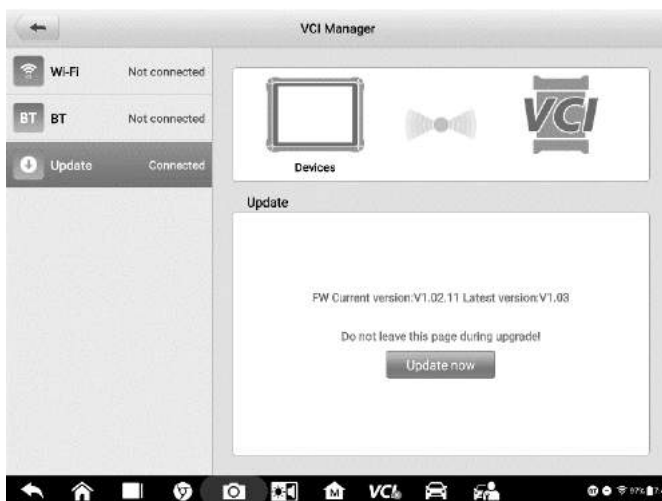 VCI Manager
Wi-Fi Not connected
BT BT Not connected
Update Connected
VCI
Devices
Update
FW Current version:V1.02.11 Latest version:V1.03
Do not leave this page during upgrade!
Update now
M VCI 97%